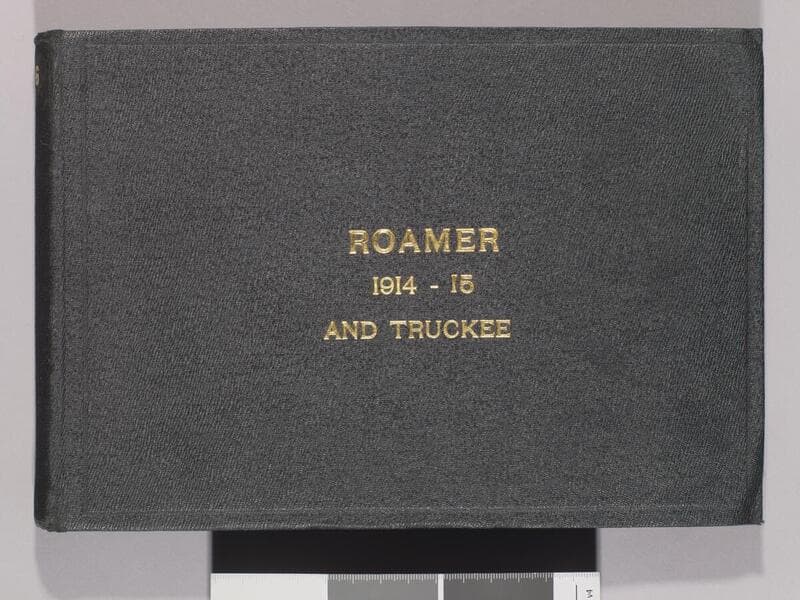 ROAMER
1914 - 15
AND TRUCKEE